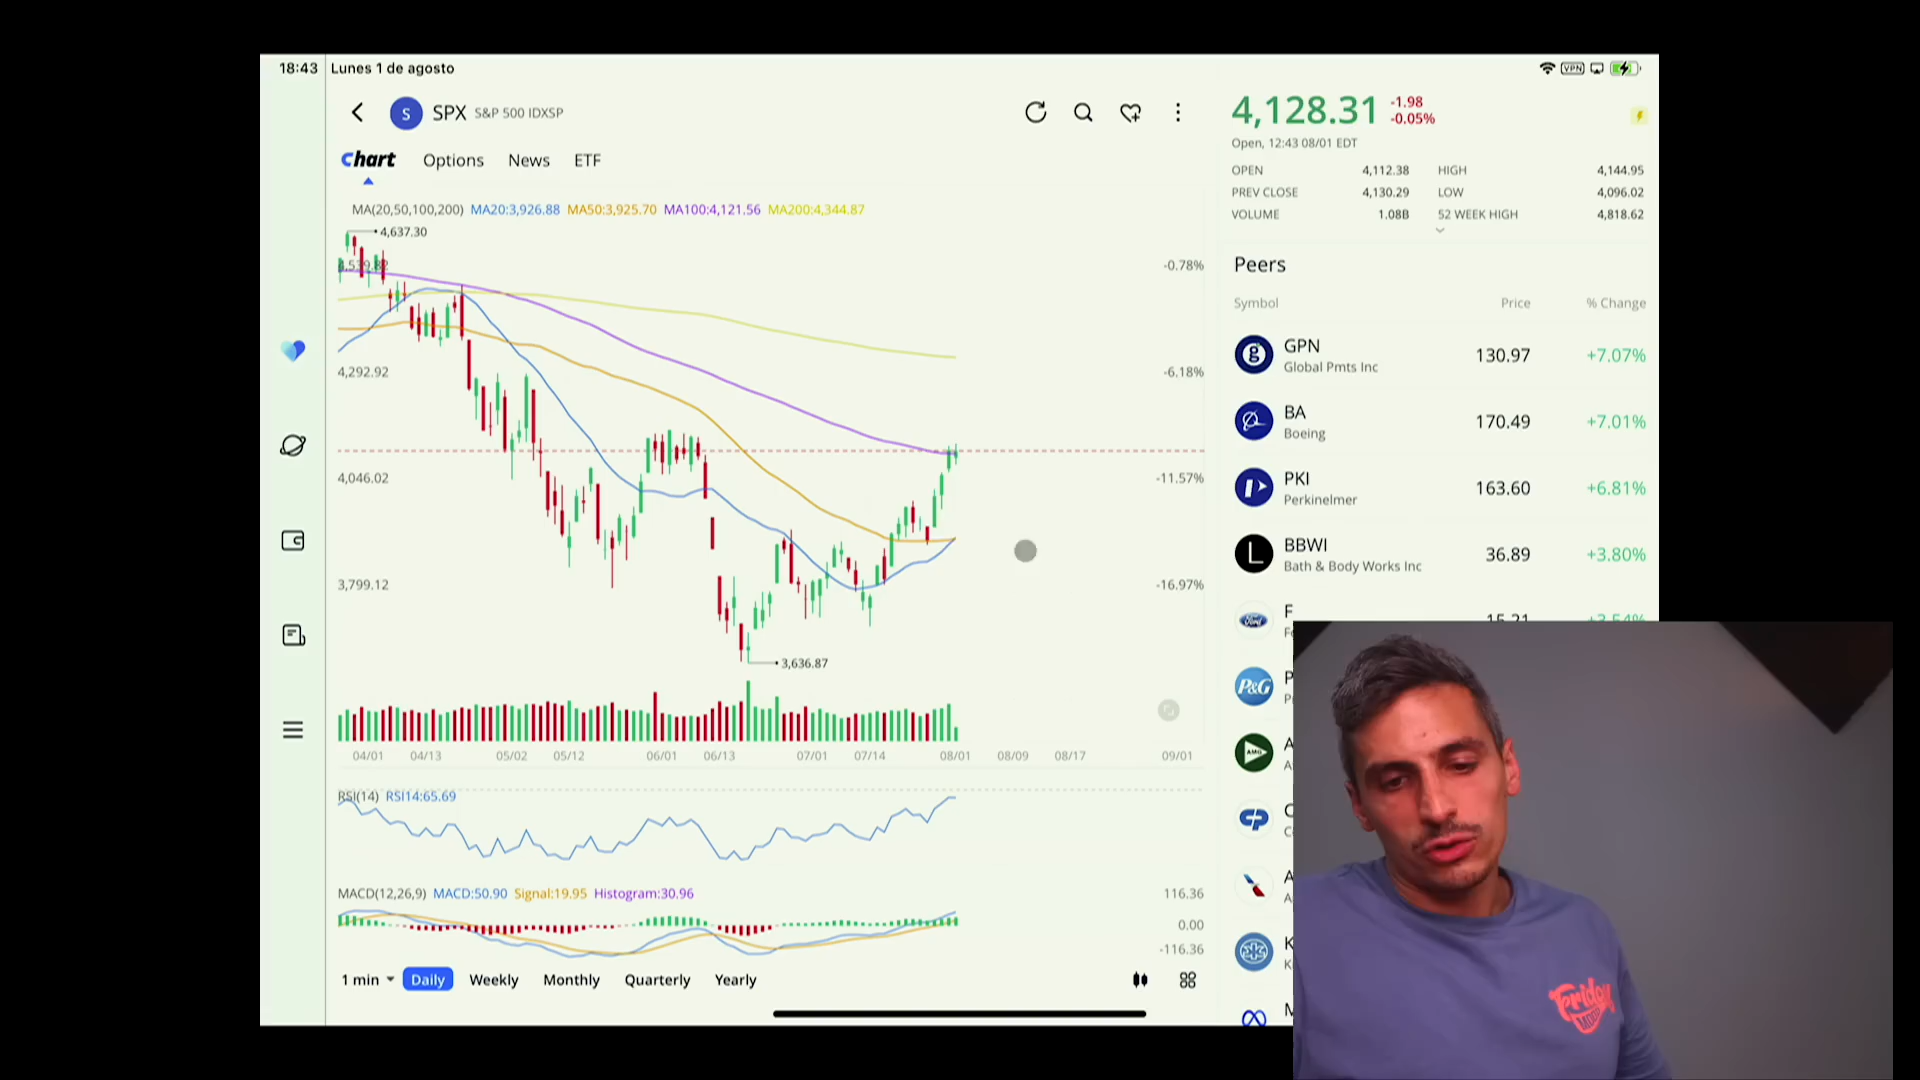 18:43 Lunes 1 de agosto
VPN
S SPX S&P 500 IDXSP
4,128.31 -1.98
-0.05%
Open, 12:43 08/01 EDT
Chart Options News ETF
OPEN 4,112.38 HIGH 4,144.95
PREV CLOSE 4,130.29 LOW 4,096.02
VOLUME 1.08B 52 WEEK HIGH 4,818.62
MA(20,50,100,200) MA20:3,926.88 MA50:3,925.70 MA100:4,121.56 MA200:4,344.87
4,637.30
-0.78%
4,292.92 -6.18%
4,046.02 -11.57%
3,799.12 -16.97%
3,636.87
04/01 04/13 05/02 05/12 06/01 06/13 07/01 07/14 08/01 08/09 08/17 09/01
RSI(14) RSI14:65.69
MACD(12,26,9) MACD:50.90 Signal:19.95 Histogram:30.96 116.36
0.00
-116.36
1 min Daily Weekly Monthly Quarterly Yearly
Peers
Symbol Price % Change
GPN 130.97 +7.07%
Global Pmts Inc
BA 170.49 +7.01%
Boeing
PKI 163.60 +6.81%
Perkinelmer
L BBWI 36.89 +3.80%
Bath & Body Works Inc
Ford F
P&G P
AMG A
A
C
A
K
M